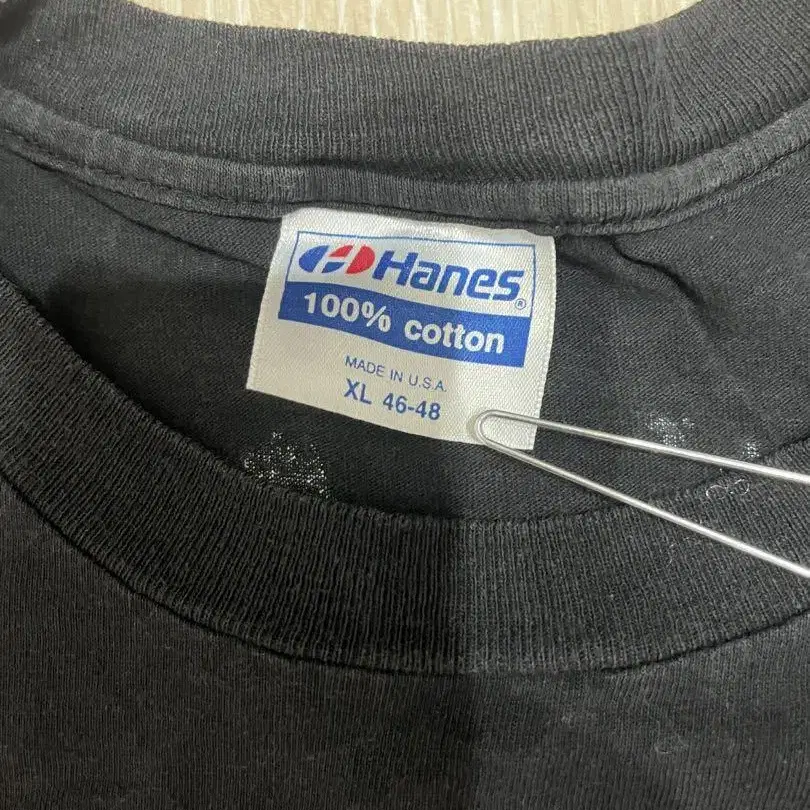 Hanes®
100% cotton
MADE IN U.S.A.
XL 46-48